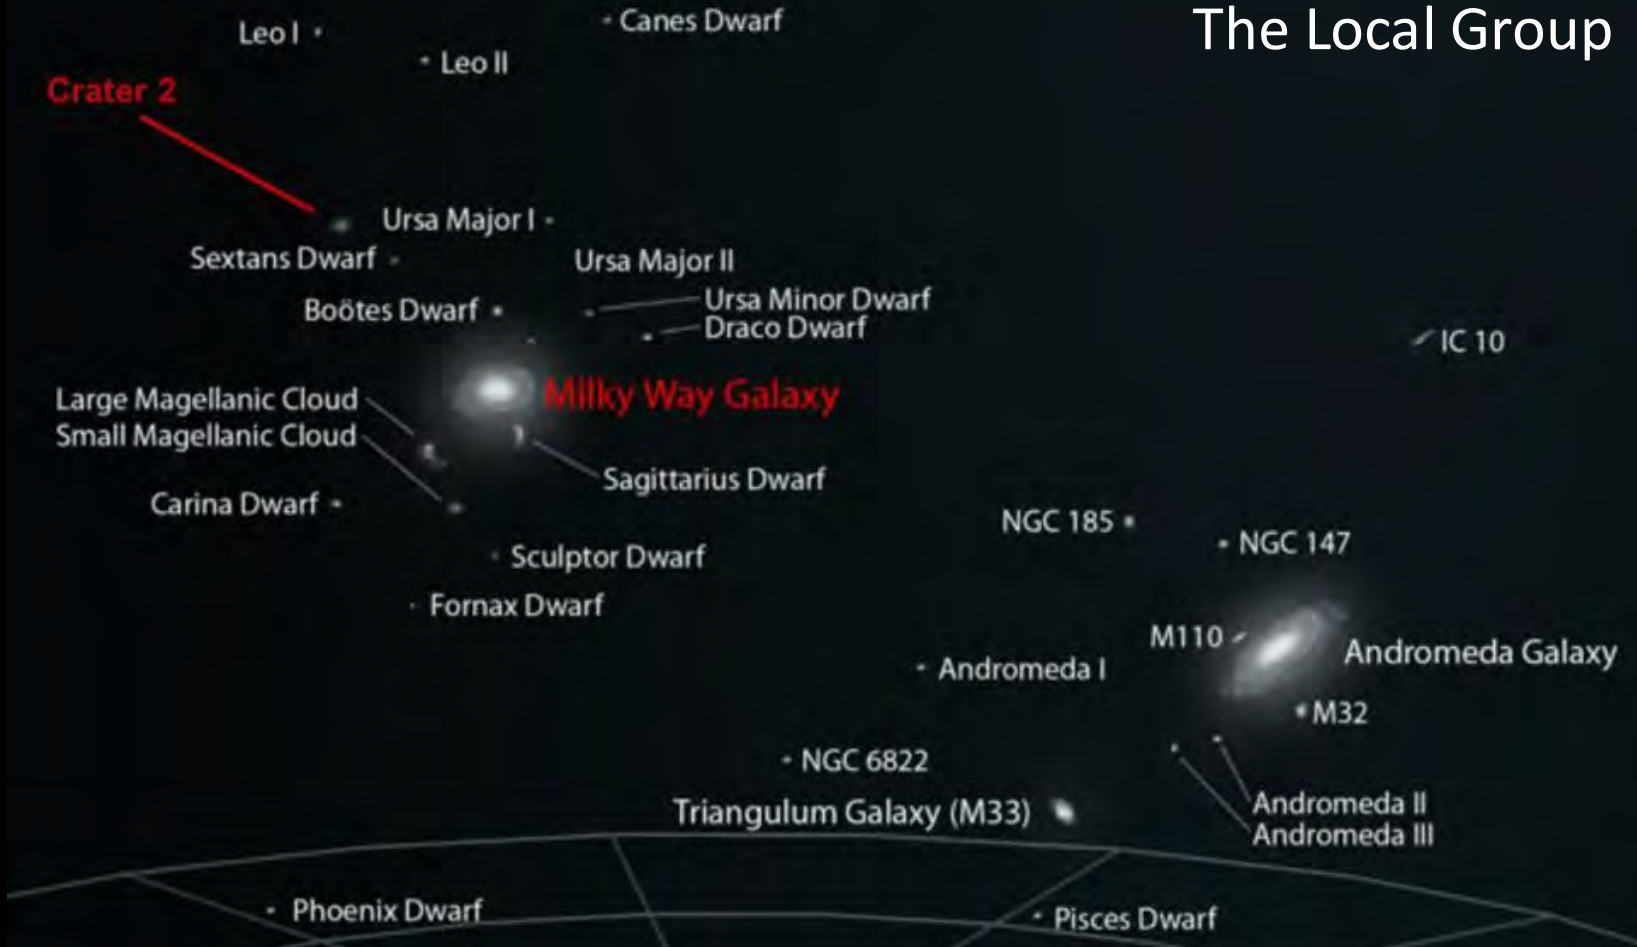 The Local Group
Canes Dwarf
Leo I
Leo II
Crater 2
Ursa Major I
Sextans Dwarf
Ursa Major II
Ursa Minor Dwarf
Boötes Dwarf
Draco Dwarf
IC 10
Milky Way Galaxy
Large Magellanic Cloud
Small Magellanic Cloud
Sagittarius Dwarf
Carina Dwarf
NGC 185
NGC 147
Sculptor Dwarf
Fornax Dwarf
M110
Andromeda Galaxy
Andromeda I
M32
NGC 6822
Andromeda II
Triangulum Galaxy (M33)
Andromeda III
Phoenix Dwarf
Pisces Dwarf